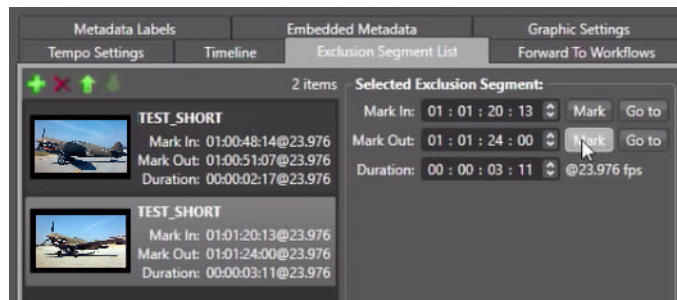 Metadata Labels Embedded Metadata Graphic Settings
Tempo Settings Timeline Exclusion Segment List Forward To Workflows
2 items
TEST_SHORT
Mark In: 01:00:48:14@23.976
Mark Out: 01:00:51:07@23.976
Duration: 00:00:02:17@23.976
TEST_SHORT
Mark In: 01:01:20:13@23.976
Mark Out: 01:01:24:00@23.976
Duration: 00:00:03:11@23.976
Selected Exclusion Segment:
Mark In: 01 : 01 : 20 : 13 Mark Go to
Mark Out: 01 : 01 : 24 : 00 Mark Go to
Duration: 00 : 00 : 03 : 11 @23.976 fps